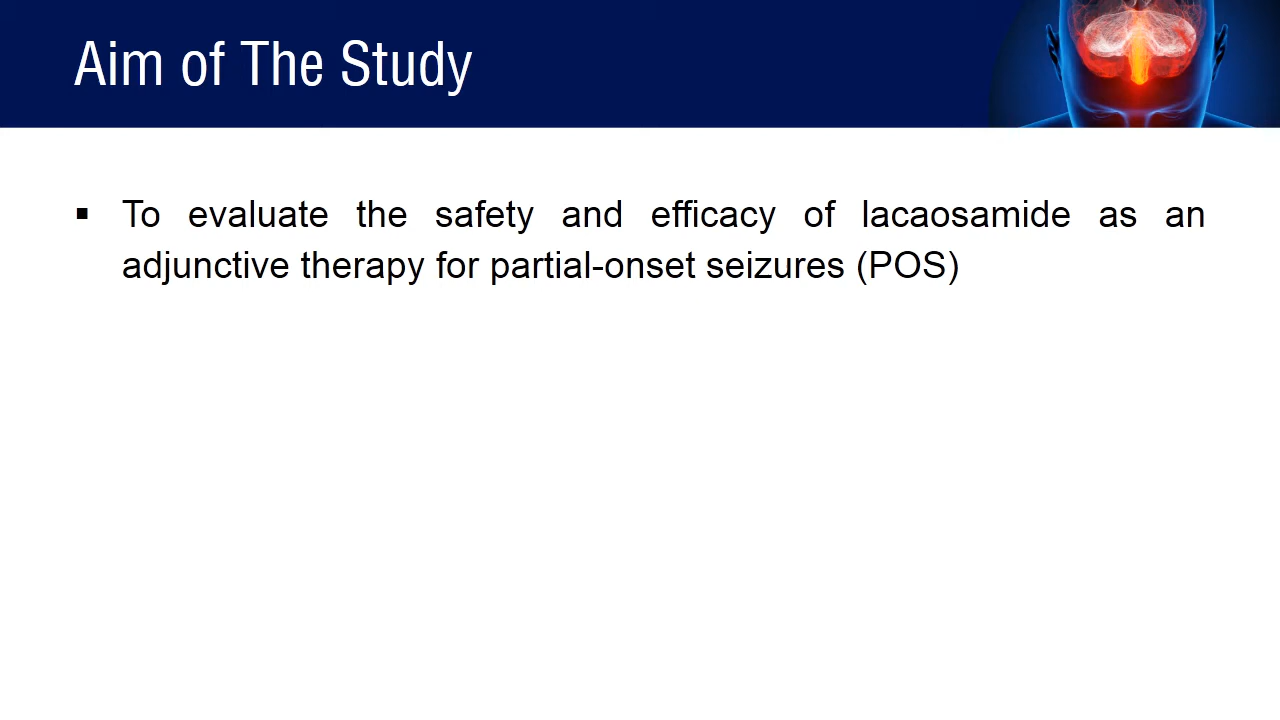 Aim of The Study
▪ To evaluate the safety and efficacy of lacaosamide as an
adjunctive therapy for partial-onset seizures (POS)